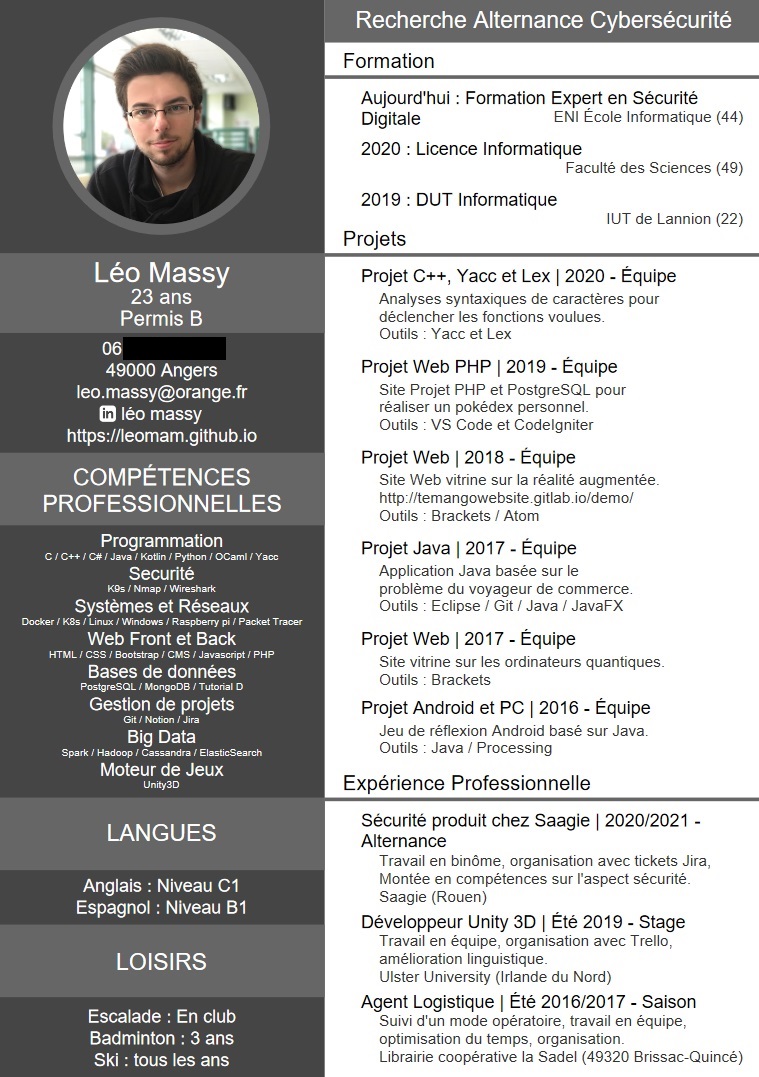 Léo Massy
23 ans
Permis B
06
49000 Angers
leo.massy@orange.fr
in léo massy
https://leomam.github.io
COMPÉTENCES
PROFESSIONNELLES
Programmation
C / C++ / C# / Java / Kotlin / Python / OCaml / Yacc
Securité
K9s / Nmap / Wireshark
Systèmes et Réseaux
Docker / K8s / Linux / Windows / Raspberry pi / Packet Tracer
Web Front et Back
HTML / CSS / Bootstrap / CMS / Javascript / PHP
Bases de données
PostgreSQL / MongoDB / Tutorial D
Gestion de projets
Git / Notion / Jira
Big Data
Spark / Hadoop / Cassandra / ElasticSearch
Moteur de Jeux
Unity3D
LANGUES
Anglais : Niveau C1
Espagnol : Niveau B1
LOISIRS
Escalade : En club
Badminton : 3 ans
Ski : tous les ans
Recherche Alternance Cybersécurité
Formation
Aujourd'hui : Formation Expert en Sécurité
Digitale ENI École Informatique (44)
2020 : Licence Informatique
Faculté des Sciences (49)
2019 : DUT Informatique
IUT de Lannion (22)
Projets
Projet C++, Yacc et Lex | 2020 - Équipe
Analyses syntaxiques de caractères pour
déclencher les fonctions voulues.
Outils : Yacc et Lex
Projet Web PHP | 2019 - Équipe
Site Projet PHP et PostgreSQL pour
réaliser un pokédex personnel.
Outils : VS Code et CodeIgniter
Projet Web | 2018 - Équipe
Site Web vitrine sur la réalité augmentée.
http://temangowebsite.gitlab.io/demo/
Outils : Brackets / Atom
Projet Java | 2017 - Équipe
Application Java basée sur le
problème du voyageur de commerce.
Outils : Eclipse / Git / Java / JavaFX
Projet Web | 2017 - Équipe
Site vitrine sur les ordinateurs quantiques.
Outils : Brackets
Projet Android et PC | 2016 - Équipe
Jeu de réflexion Android basé sur Java.
Outils : Java / Processing
Expérience Professionnelle
Sécurité produit chez Saagie | 2020/2021 -
Alternance
Travail en binôme, organisation avec tickets Jira,
Montée en compétences sur l'aspect sécurité.
Saagie (Rouen)
Développeur Unity 3D | Été 2019 - Stage
Travail en équipe, organisation avec Trello,
amélioration linguistique.
Ulster University (Irlande du Nord)
Agent Logistique | Été 2016/2017 - Saison
Suivi d'un mode opératoire, travail en équipe,
optimisation du temps, organisation.
Librairie coopérative la Sadel (49320 Brissac-Quincé)